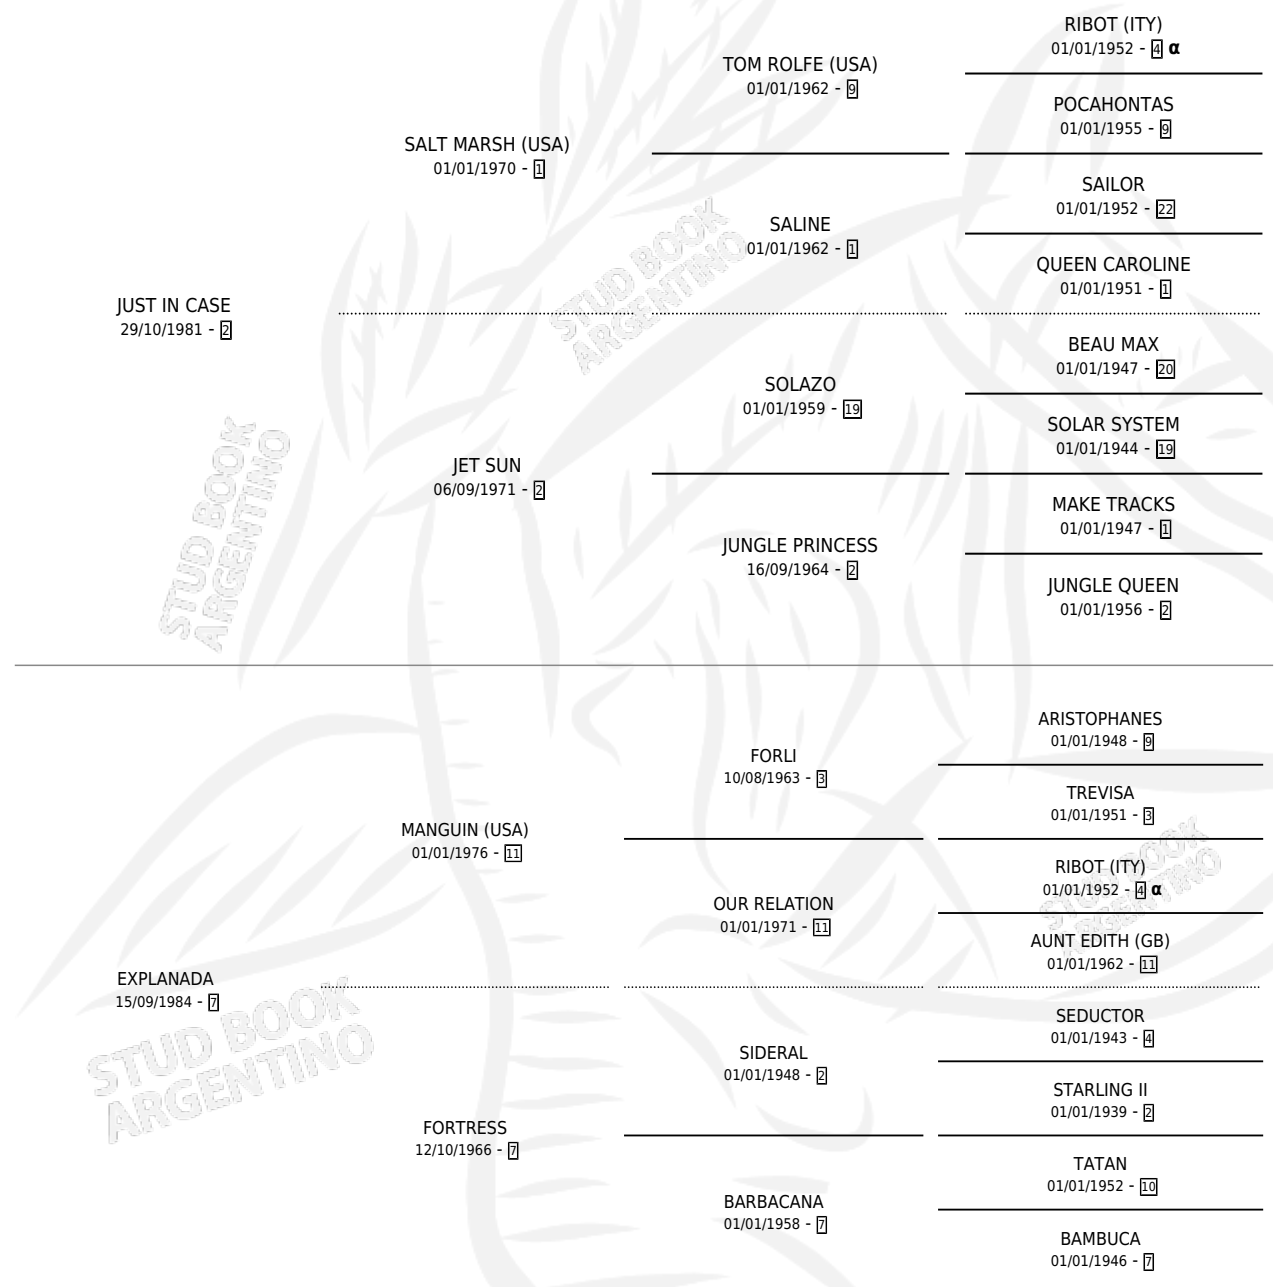 RIBOT (ITY)
01/01/1952 - 4 α
TOM ROLFE (USA)
01/01/1962 - 9
POCAHONTAS
01/01/1955 - 9
SALT MARSH (USA)
01/01/1970 - 1
SAILOR
01/01/1952 - 22
SALINE
01/01/1962 - 1
QUEEN CAROLINE
01/01/1951 - 1
JUST IN CASE
29/10/1981 - 2
STUD BOOK
ARGENTINO
BEAU MAX
01/01/1947 - 20
SOLAZO
01/01/1959 - 19
SOLAR SYSTEM
01/01/1944 - 19
JET SUN
06/09/1971 - 2
STUD BOOK
ARGENTINO
MAKE TRACKS
01/01/1947 - 1
JUNGLE PRINCESS
16/09/1964 - 2
JUNGLE QUEEN
01/01/1956 - 2
ARISTOPHANES
01/01/1948 - 9
FORLI
10/08/1963 - 3
TREVISA
01/01/1951 - 3
MANGUIN (USA)
01/01/1976 - 11
RIBOT (ITY)
01/01/1952 - 4 α
STUD BOOK
ARGENTINO
OUR RELATION
01/01/1971 - 11
AUNT EDITH (GB)
01/01/1962 - 11
EXPLANADA
15/09/1984 - 7
STUD BOOK
ARGENTINO
SEDUCTOR
01/01/1943 - 4
SIDERAL
01/01/1948 - 2
STARLING II
01/01/1939 - 2
FORTRESS
12/10/1966 - 7
TATAN
01/01/1952 - 10
BARBACANA
01/01/1958 - 7
BAMBUCA
01/01/1946 - 7